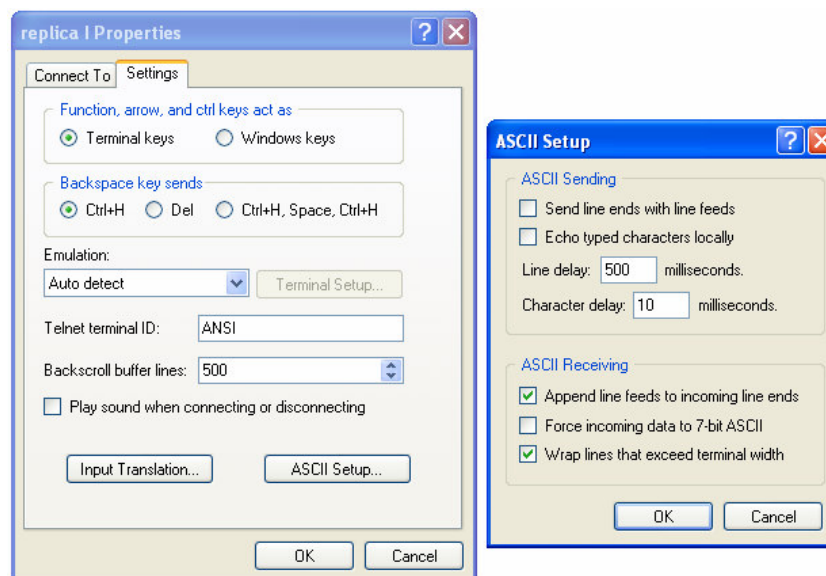 replica I Properties
Connect To
Settings
Function, arrow, and ctrl keys act as
Terminal keys
Windows keys
Backspace key sends
Ctrl+H
Del
Ctrl+H, Space, Ctrl+H
Emulation:
Auto detect
Terminal Setup...
Telnet terminal ID:
ANSI
Backscroll buffer lines:
500
Play sound when connecting or disconnecting
Input Translation...
ASCII Setup...
OK
Cancel
ASCII Setup
ASCII Sending
Send line ends with line feeds
Echo typed characters locally
Line delay: 500 milliseconds.
Character delay: 10 milliseconds.
ASCII Receiving
Append line feeds to incoming line ends
Force incoming data to 7-bit ASCII
Wrap lines that exceed terminal width
OK
Cancel